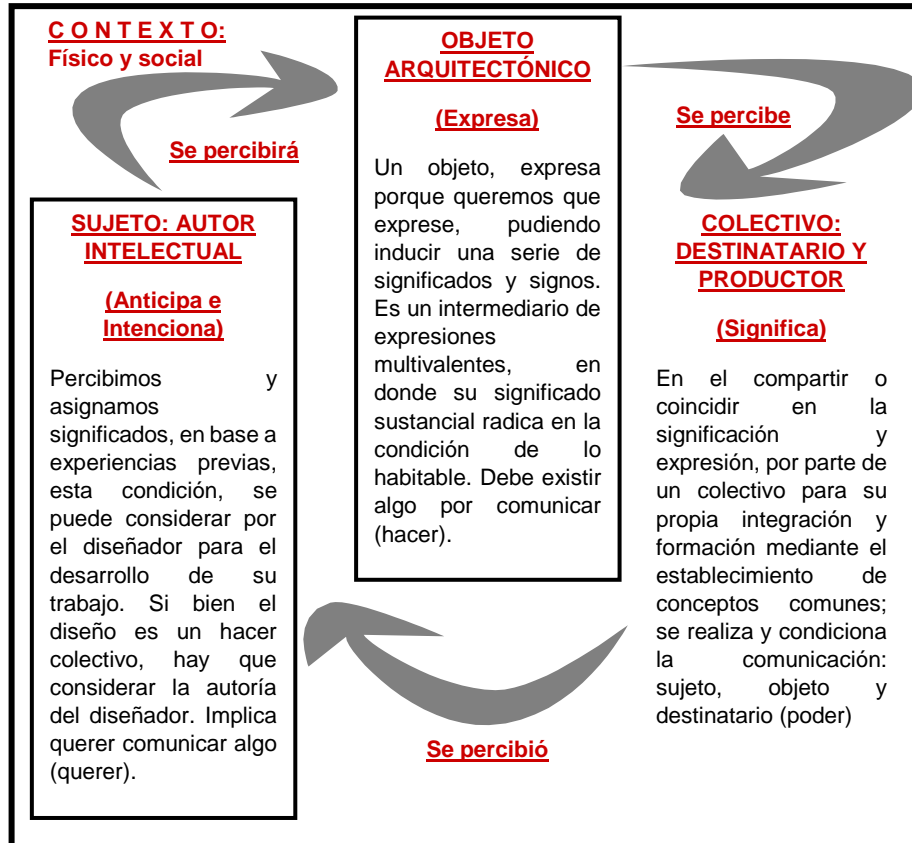 C O N T E X T O:
Físico y social
Se percibirá
OBJETO
ARQUITECTÓNICO
(Expresa)
Un objeto, expresa
porque queremos que
exprese, pudiendo
inducir una serie de
significados y signos.
Es un intermediario de
expresiones
multivalentes, en
donde su significado
sustancial radica en la
condición de lo
habitable. Debe existir
algo por comunicar
(hacer).
Se percibe
SUJETO: AUTOR
INTELECTUAL
(Anticipa e
Intenciona)
Percibimos y
asignamos
significados, en base a
experiencias previas,
esta condición, se
puede considerar por
el diseñador para el
desarrollo de su
trabajo. Si bien el
diseño es un hacer
colectivo, hay que
considerar la autoría
del diseñador. Implica
querer comunicar algo
(querer).
COLECTIVO:
DESTINATARIO Y
PRODUCTOR
(Significa)
En el compartir o
coincidir en la
significación y
expresión, por parte de
un colectivo para su
propia integración y
formación mediante el
establecimiento de
conceptos comunes;
se realiza y condiciona
la comunicación:
sujeto, objeto y
destinatario (poder)
Se percibió